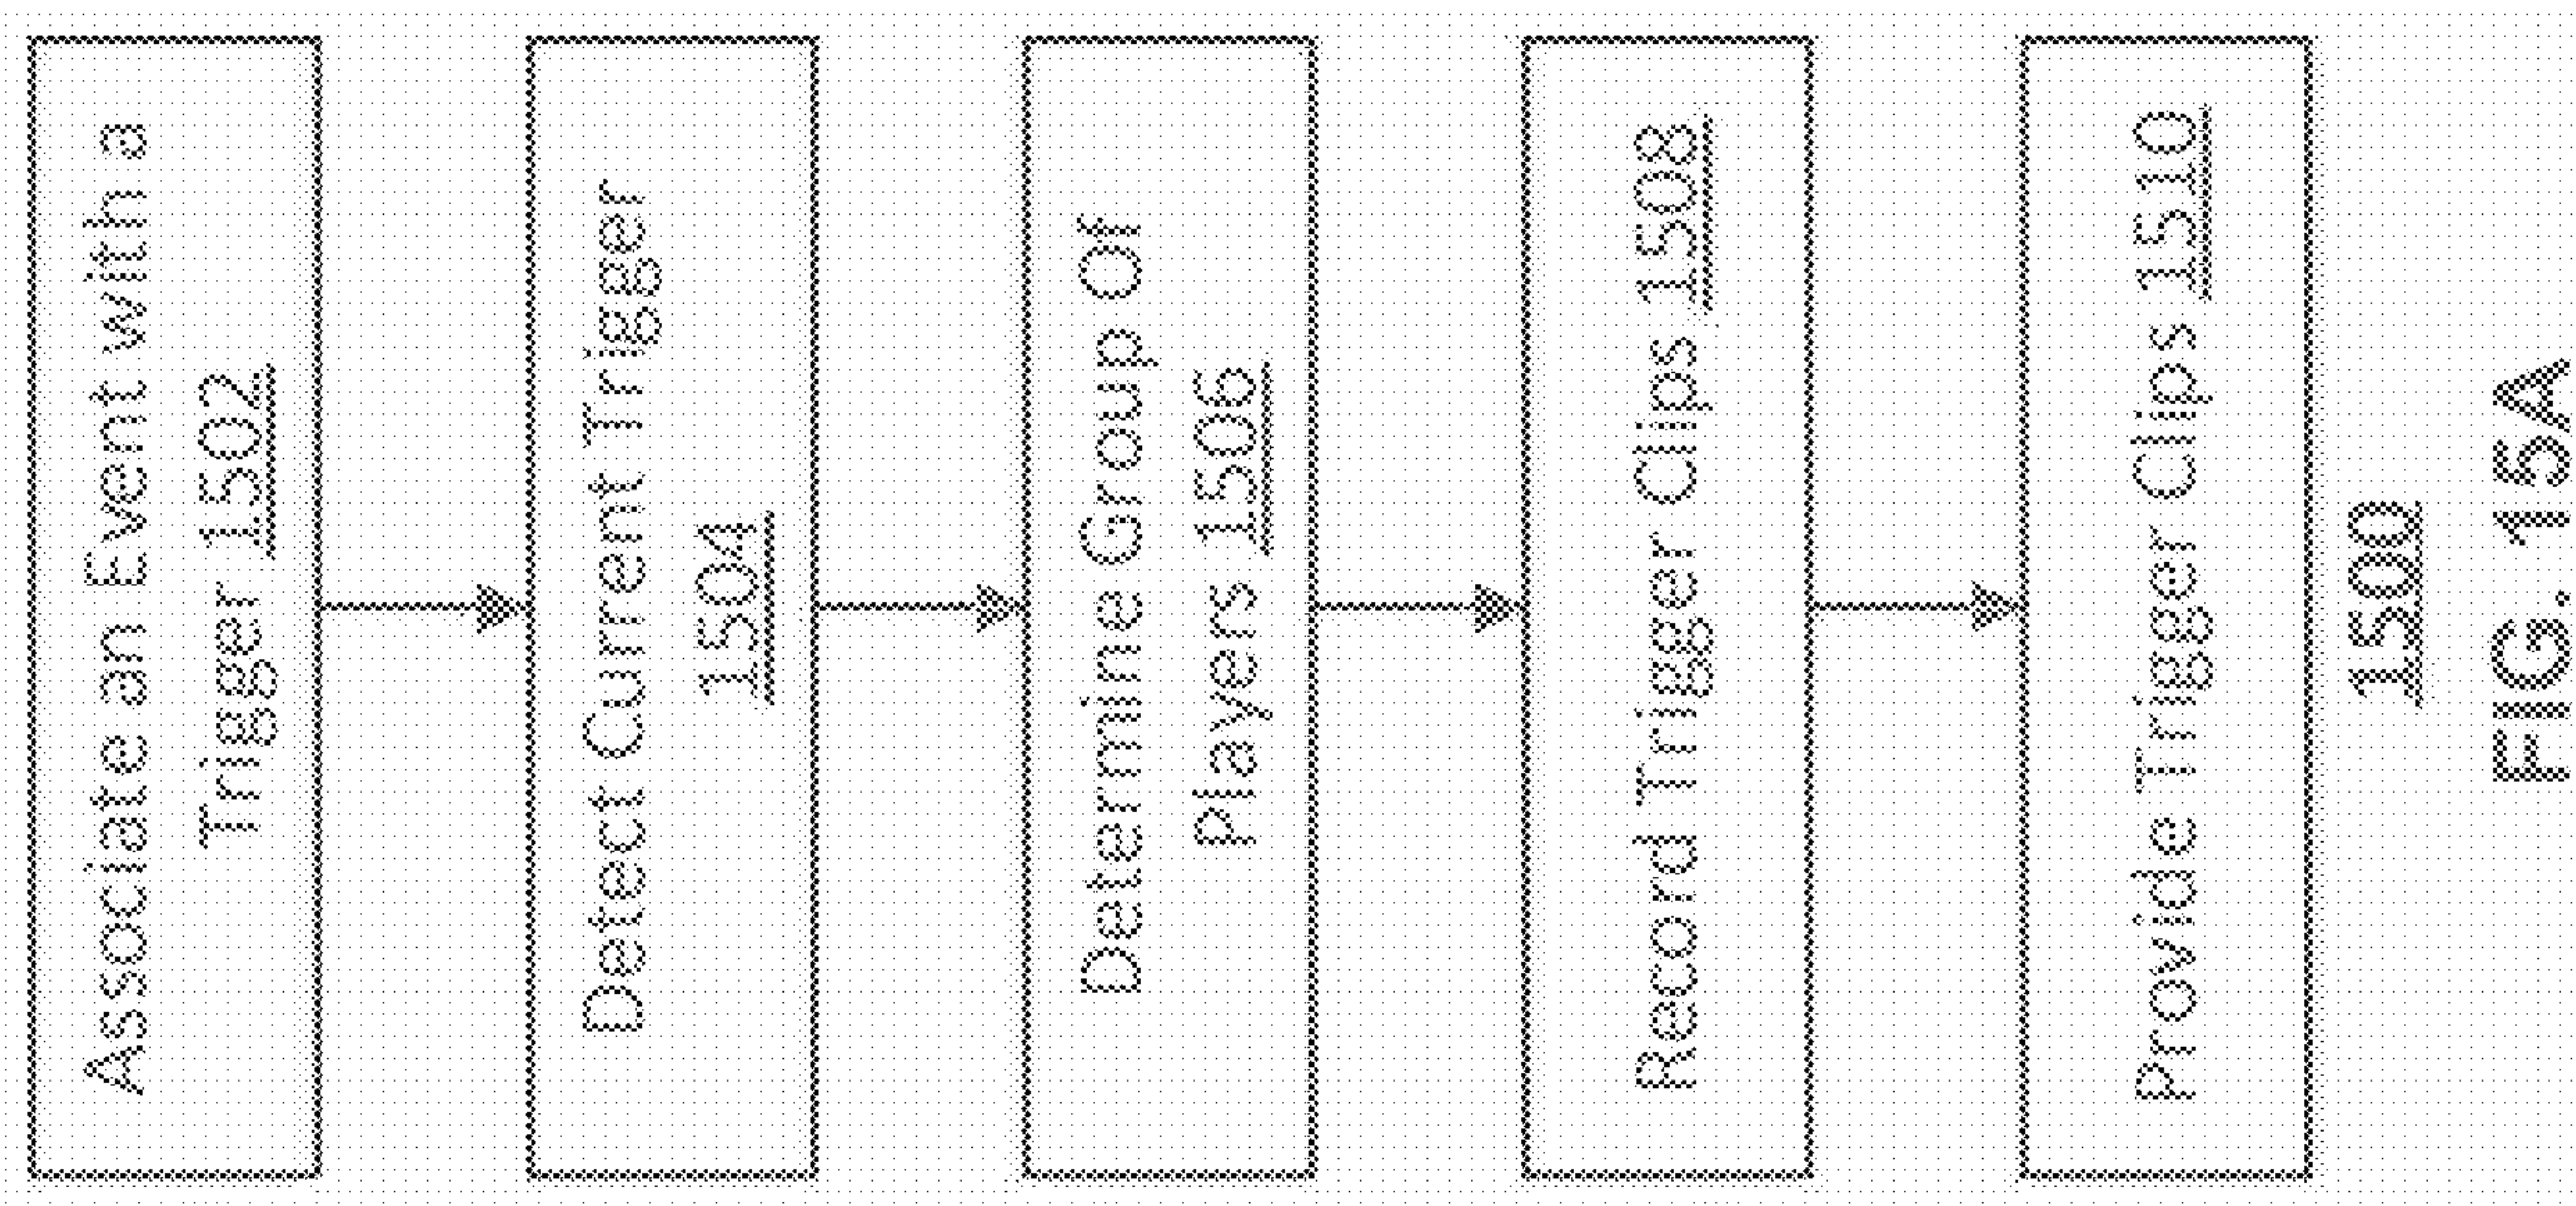 Associate an Event with a
Trigger 1502
Detect Current Trigger
1504
Determine Group Of
Players 1506
Record Trigger Clips 1508
Provide Trigger Clips 1510
1500
FIG. 15A